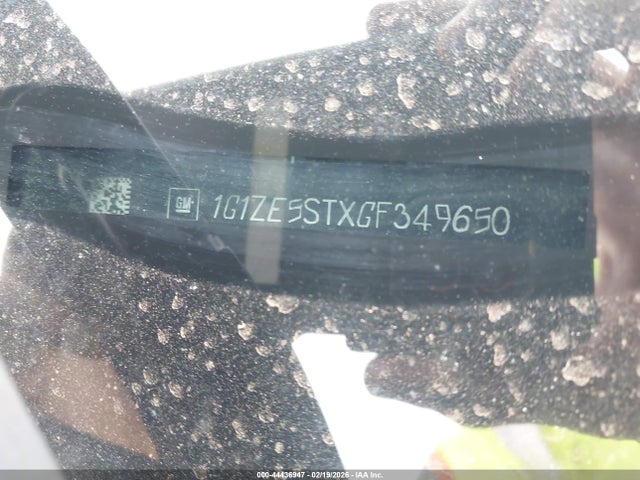 GM 1G1ZE5STXGF349650
000-44436947 - 02/19/2026 - IAA Inc.